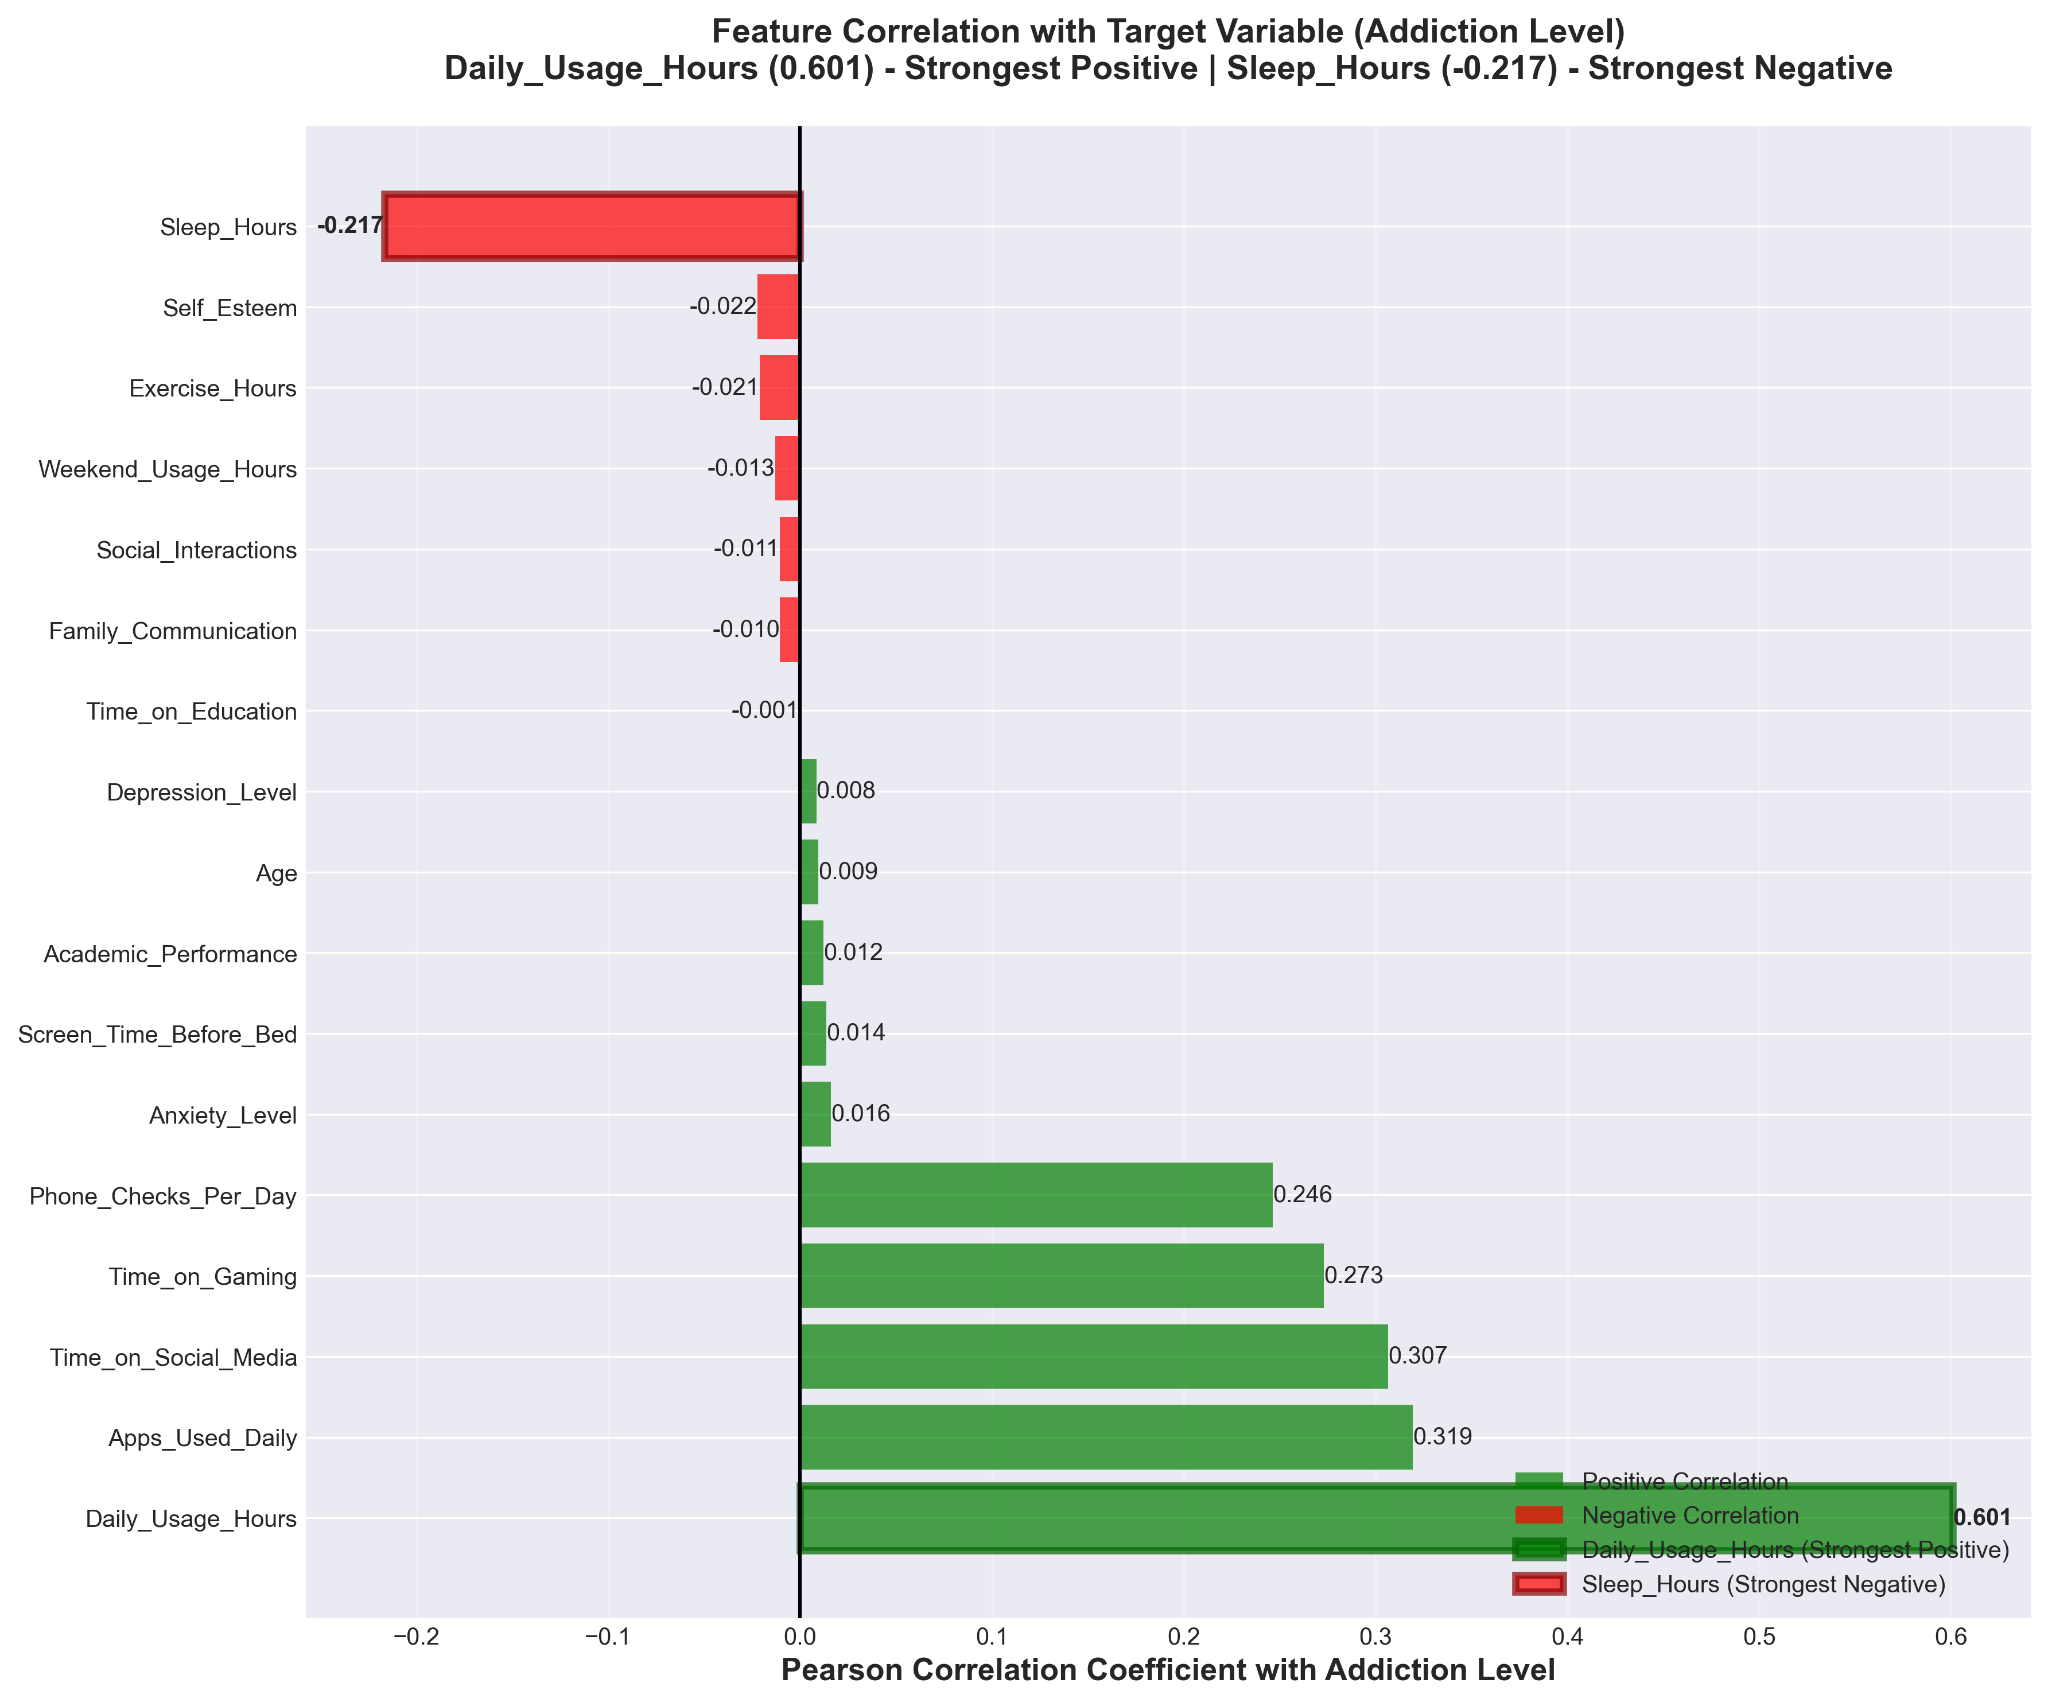 Feature Correlation with Target Variable (Addiction Level)
Daily_Usage_Hours (0.601) - Strongest Positive | Sleep_Hours (-0.217) - Strongest Negative
Sleep_Hours -0.217
Self_Esteem -0.022
Exercise_Hours -0.021
Weekend_Usage_Hours -0.013
Social_Interactions -0.011
Family_Communication -0.010
Time_on_Education -0.001
Depression_Level 0.008
Age 0.009
Academic_Performance 0.012
Screen_Time_Before_Bed 0.014
Anxiety_Level 0.016
Phone_Checks_Per_Day 0.246
Time_on_Gaming 0.273
Time_on_Social_Media 0.307
Apps_Used_Daily 0.319
Daily_Usage_Hours 0.601
Positive Correlation
Negative Correlation
Daily_Usage_Hours (Strongest Positive)
Sleep_Hours (Strongest Negative)
−0.2 −0.1 0.0 0.1 0.2 0.3 0.4 0.5 0.6
Pearson Correlation Coefficient with Addiction Level